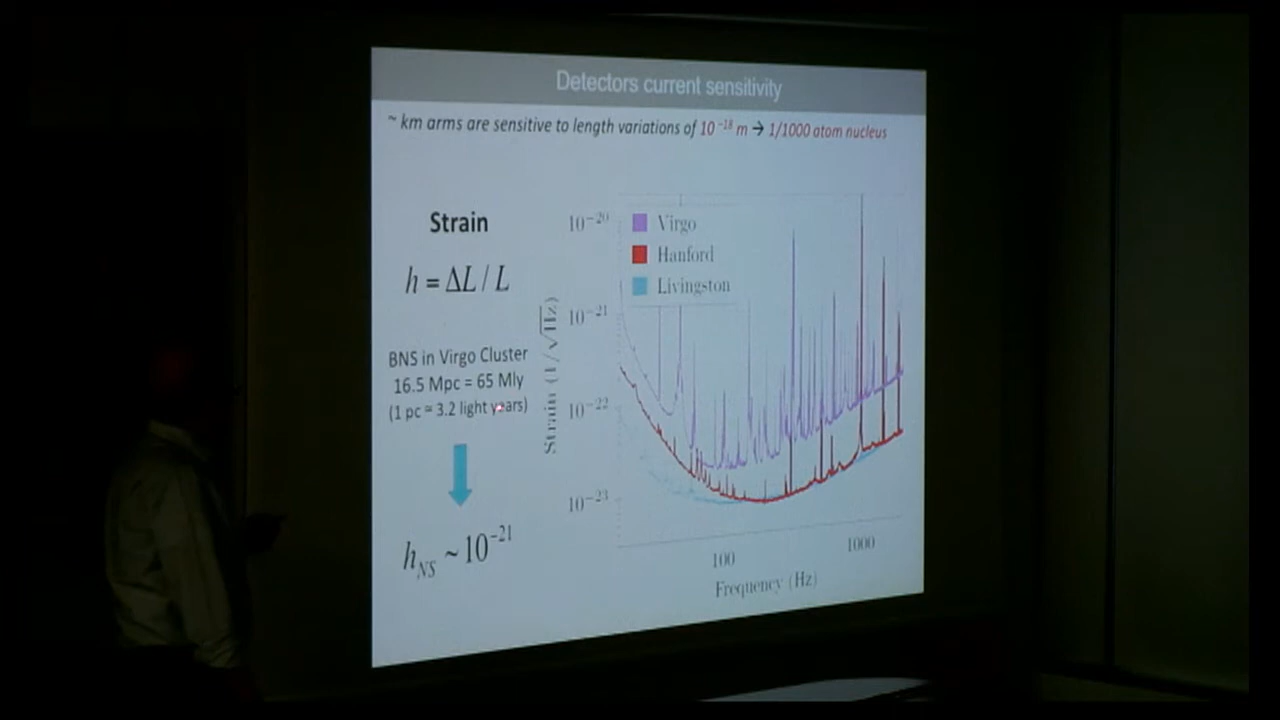 Detectors current sensitivity
~ km arms are sensitive to length variations of 10⁻¹⁸ m → 1/1000 atom nucleus
Strain
h = ΔL / L
BNS in Virgo Cluster
16.5 Mpc = 65 Mly
(1 pc = 3.2 light years)
h_NS ~ 10⁻²¹
Virgo
Hanford
Livingston
10⁻²⁰
10⁻²¹
10⁻²²
10⁻²³
Strain (1/√Hz)
100
1000
Frequency (Hz)